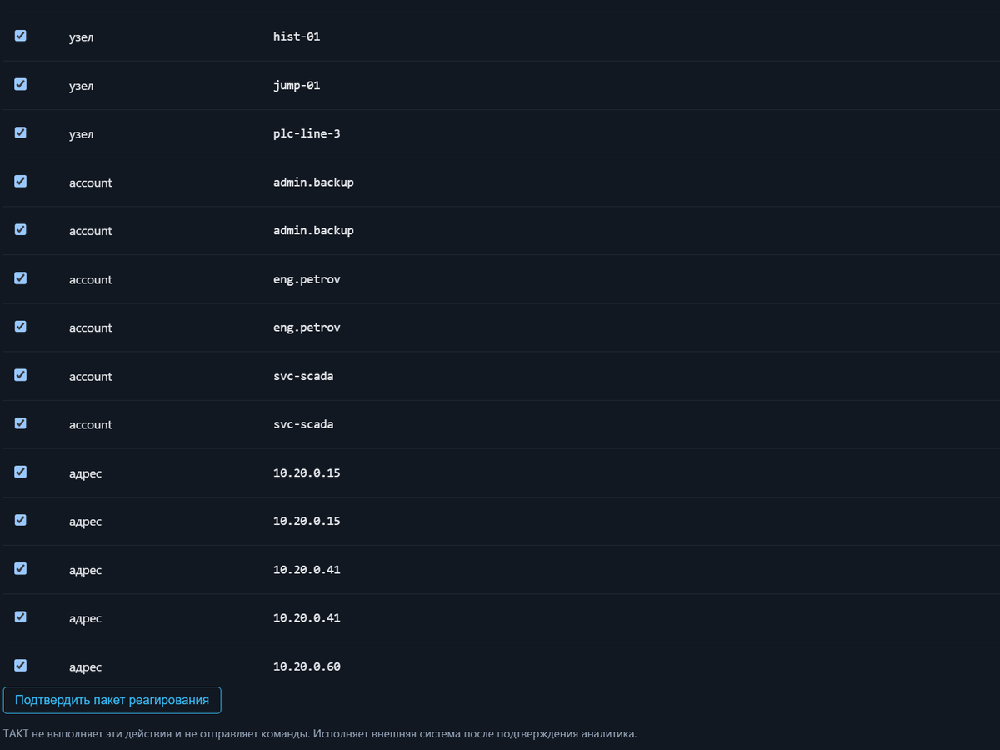 узел hist-01
узел jump-01
узел plc-line-3
account admin.backup
account admin.backup
account eng.petrov
account eng.petrov
account svc-scada
account svc-scada
адрес 10.20.0.15
адрес 10.20.0.15
адрес 10.20.0.41
адрес 10.20.0.41
адрес 10.20.0.60
Подтвердить пакет реагирования
ТАКТ не выполняет эти действия и не отправляет команды. Исполняет внешняя система после подтверждения аналитика.